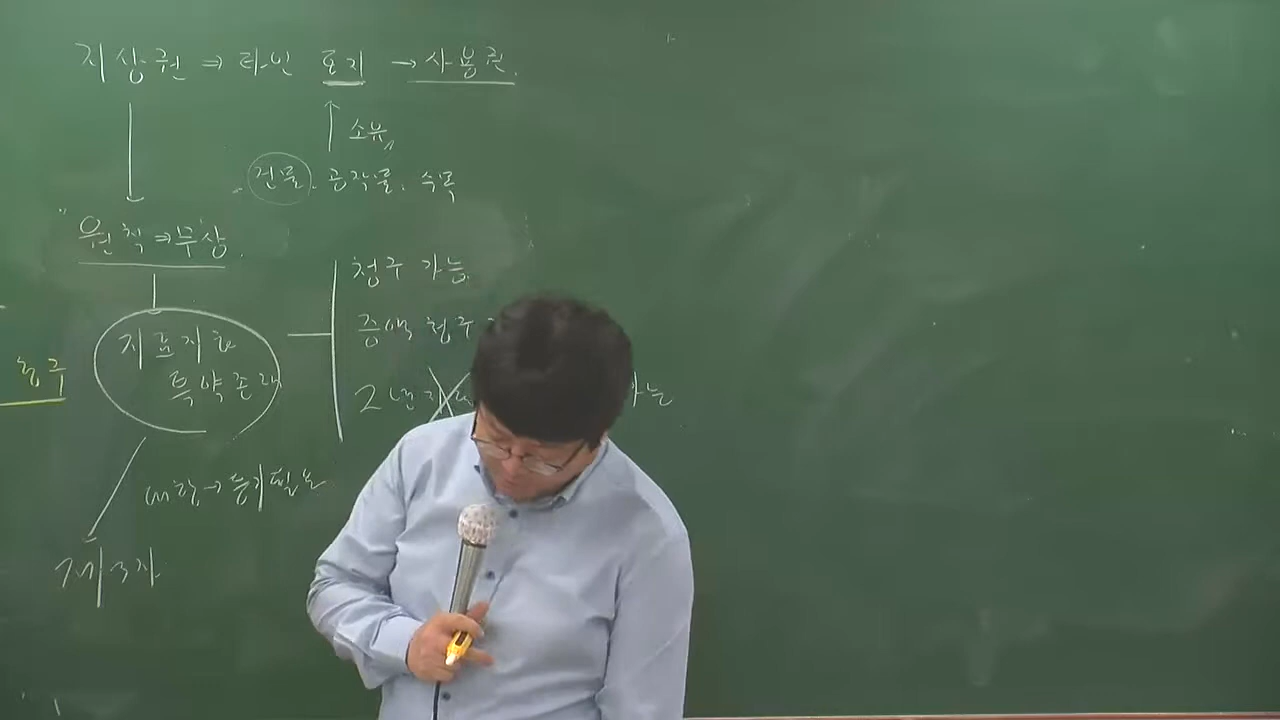 지상권 ⇒ 타인 토지 → 사용권.
소유
건물. 공작물. 수목
원칙 ⇒ 무상.
청구 가능.
지료지급
특약존재
증액 청구
2년
대항 → 등기필요
제3자.